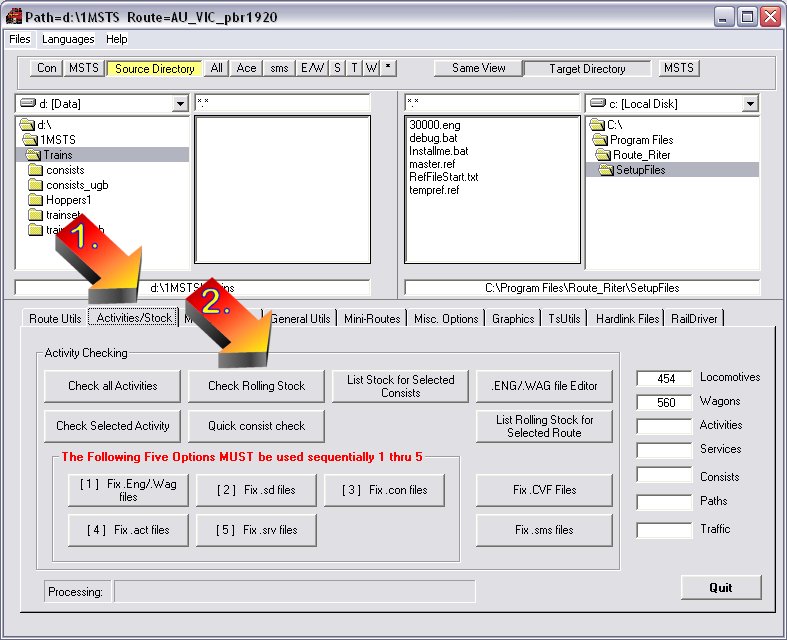 Path=d:\1MSTS Route=AU_VIC_pbr1920
Files Languages Help
Con MSTS Source Directory All Ace sms E/W S T W * Same View Target Directory MSTS
d: [Data] *.* *.* c: [Local Disk]
d:\
1MSTS
Trains
consists
consists_ugb
Hoppers1
30000.eng
debug.bat
Installme.bat
master.ref
RefFileStart.txt
tempref.ref
C:\
Program Files
Route_Riter
SetupFiles
1.
2.
C:\Program Files\Route_Riter\SetupFiles
Route Utils Activities/Stock General Utils Mini-Routes Misc. Options Graphics TsUtils Hardlink Files RailDriver
Activity Checking
Check all Activities
Check Rolling Stock
List Stock for Selected
Consists
.ENG/.WAG file Editor
Check Selected Activity
Quick consist check
List Rolling Stock for
Selected Route
The Following Five Options MUST be used sequentially 1 thru 5
[ 1 ] Fix .Eng/.Wag
files
[ 2 ] Fix .sd files
[ 3 ] Fix .con files
Fix .CVF Files
[ 4 ] Fix .act files
[ 5 ] Fix .srv files
Fix .sms files
454 Locomotives
560 Wagons
Activities
Services
Consists
Paths
Traffic
Processing:
Quit